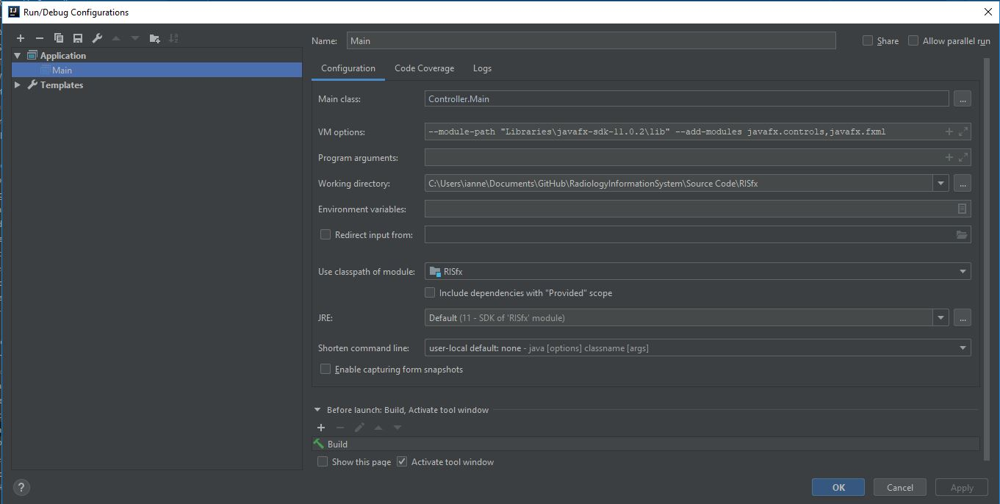 Run/Debug Configurations
Name: Main Share Allow parallel run
Application
Main
Templates
Configuration Code Coverage Logs
Main class: Controller.Main ...
VM options: --module-path "Libraries\javafx-sdk-11.0.2\lib" --add-modules javafx.controls,javafx.fxml
Program arguments:
Working directory: C:\Users\ianne\Documents\GitHub\RadiologyInformationSystem\Source Code\RISfx ...
Environment variables:
Redirect input from:
Use classpath of module: RISfx
Include dependencies with "Provided" scope
JRE: Default (11 - SDK of 'RISfx' module) ...
Shorten command line: user-local default: none - java [options] classname [args]
Enable capturing form snapshots
Before launch: Build, Activate tool window
Build
Show this page Activate tool window
? OK Cancel Apply